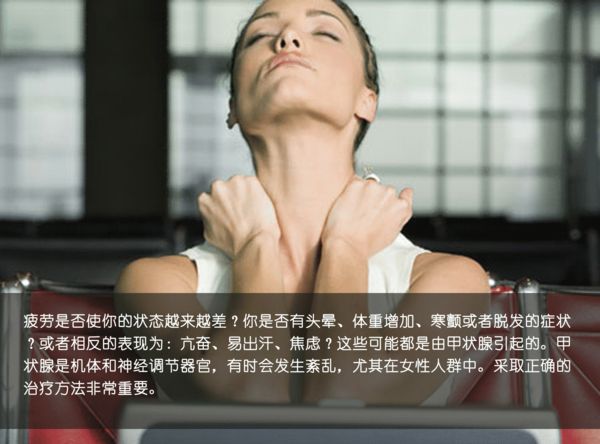 疲劳是否使你的状态越来越差？你是否有头晕、体重增加、寒颤或者脱发的症状
？或者相反的表现为：亢奋、易出汗、焦虑？这些可能都是由甲状腺引起的。甲
状腺是机体和神经调节器官，有时会发生紊乱，尤其在女性人群中。采取正确的
治疗方法非常重要。